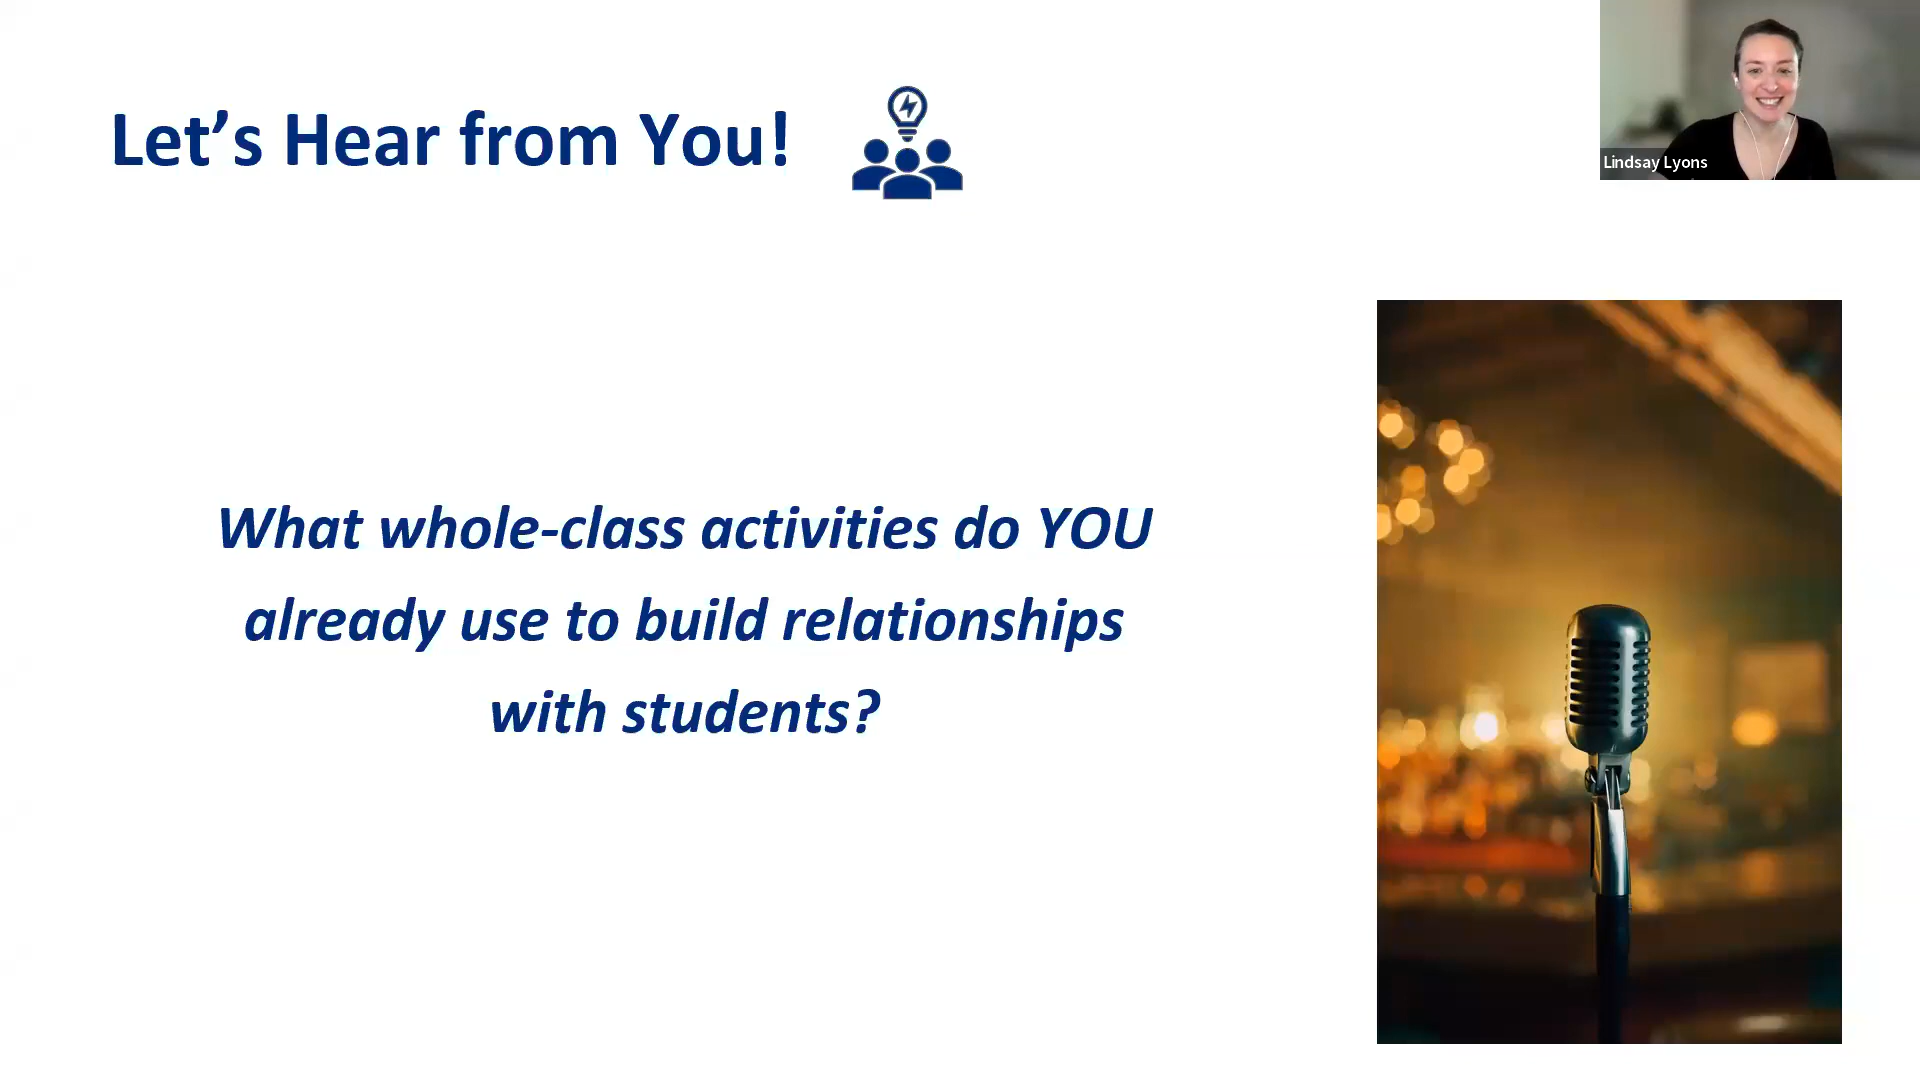 Let’s Hear from You!
Lindsay Lyons
What whole-class activities do YOU
already use to build relationships
with students?